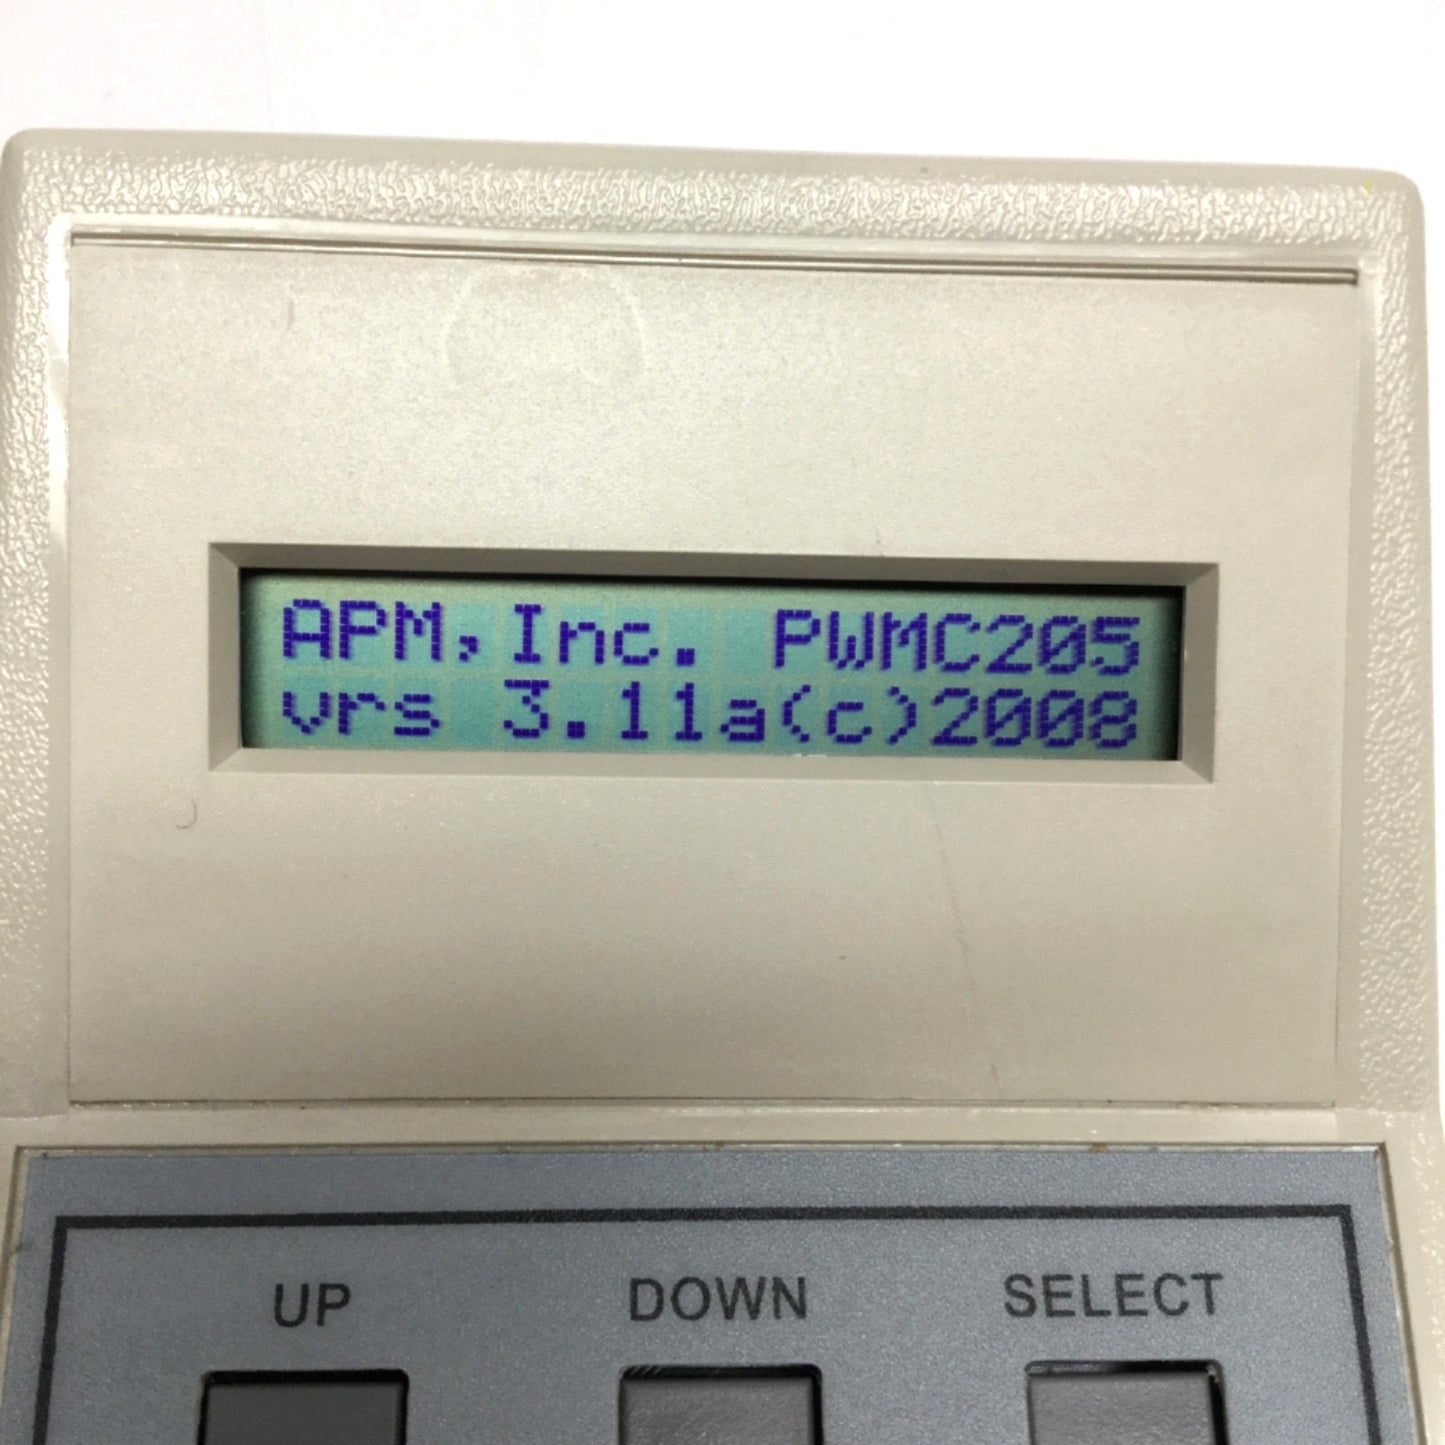 APM,Inc. PWMC205
vrs 3.11a(c)2008
UP DOWN SELECT